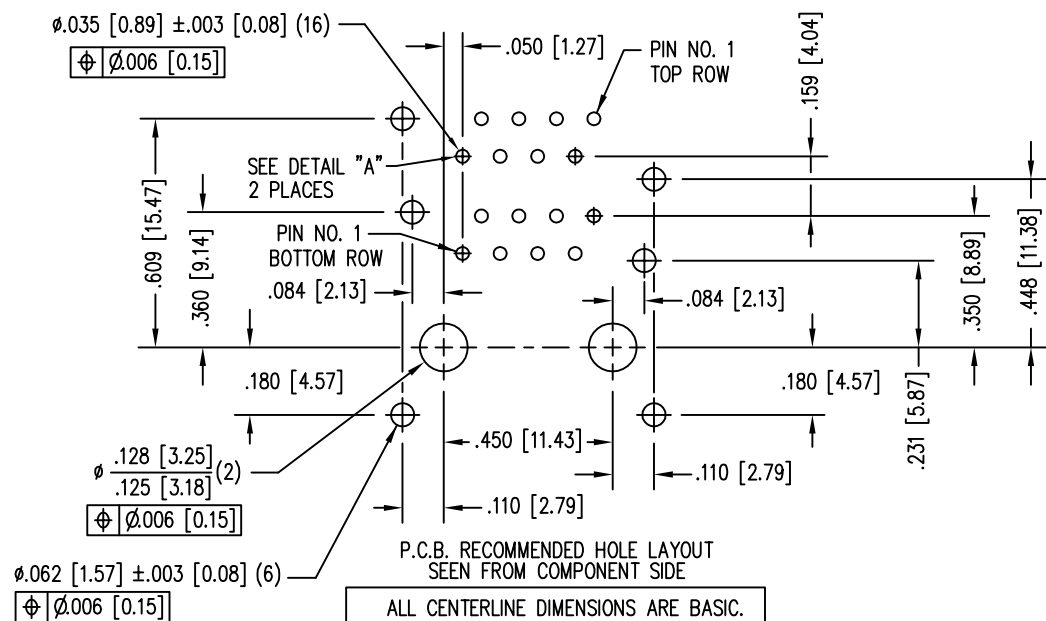 ø.035 [0.89] ±.003 [0.08] (16)
⌖ Ø.006 [0.15]
.050 [1.27]
PIN NO. 1
TOP ROW
.159 [4.04]
SEE DETAIL "A"
2 PLACES
PIN NO. 1
BOTTOM ROW
.609 [15.47]
.360 [9.14]
.084 [2.13]
.084 [2.13]
.350 [8.89]
.448 [11.38]
.180 [4.57]
.180 [4.57]
.231 [5.87]
.450 [11.43]
ø .128 [3.25]
.125 [3.18] (2)
⌖ Ø.006 [0.15]
.110 [2.79]
.110 [2.79]
ø.062 [1.57] ±.003 [0.08] (6)
⌖ Ø.006 [0.15]
P.C.B. RECOMMENDED HOLE LAYOUT
SEEN FROM COMPONENT SIDE
ALL CENTERLINE DIMENSIONS ARE BASIC.